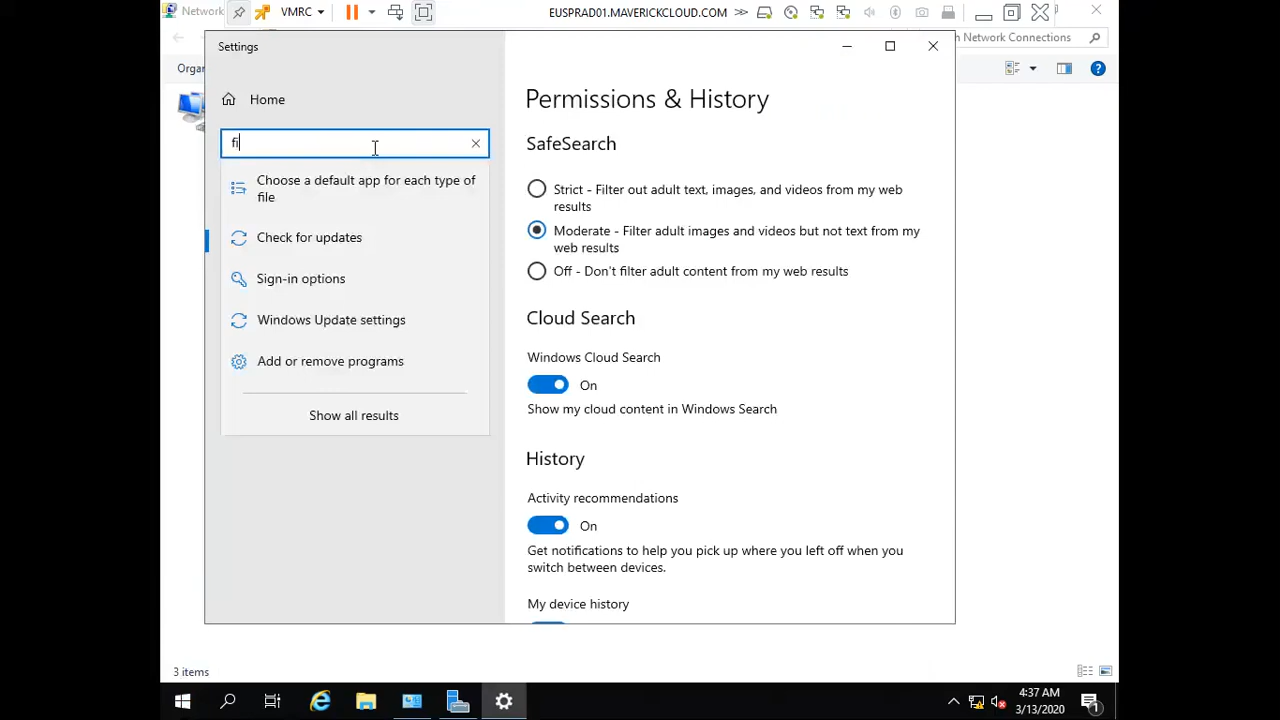 Network
VMRC
EUSPRAD01.MAVERICKCLOUD.COM
n Network Connections
Orgar
Settings
Home
fi
Choose a default app for each type of
file
Check for updates
Sign-in options
Windows Update settings
Add or remove programs
Show all results
Permissions & History
SafeSearch
Strict - Filter out adult text, images, and videos from my web
results
Moderate - Filter adult images and videos but not text from my
web results
Off - Don't filter adult content from my web results
Cloud Search
Windows Cloud Search
On
Show my cloud content in Windows Search
History
Activity recommendations
On
Get notifications to help you pick up where you left off when you
switch between devices.
My device history
3 items
4:37 AM
3/13/2020
1